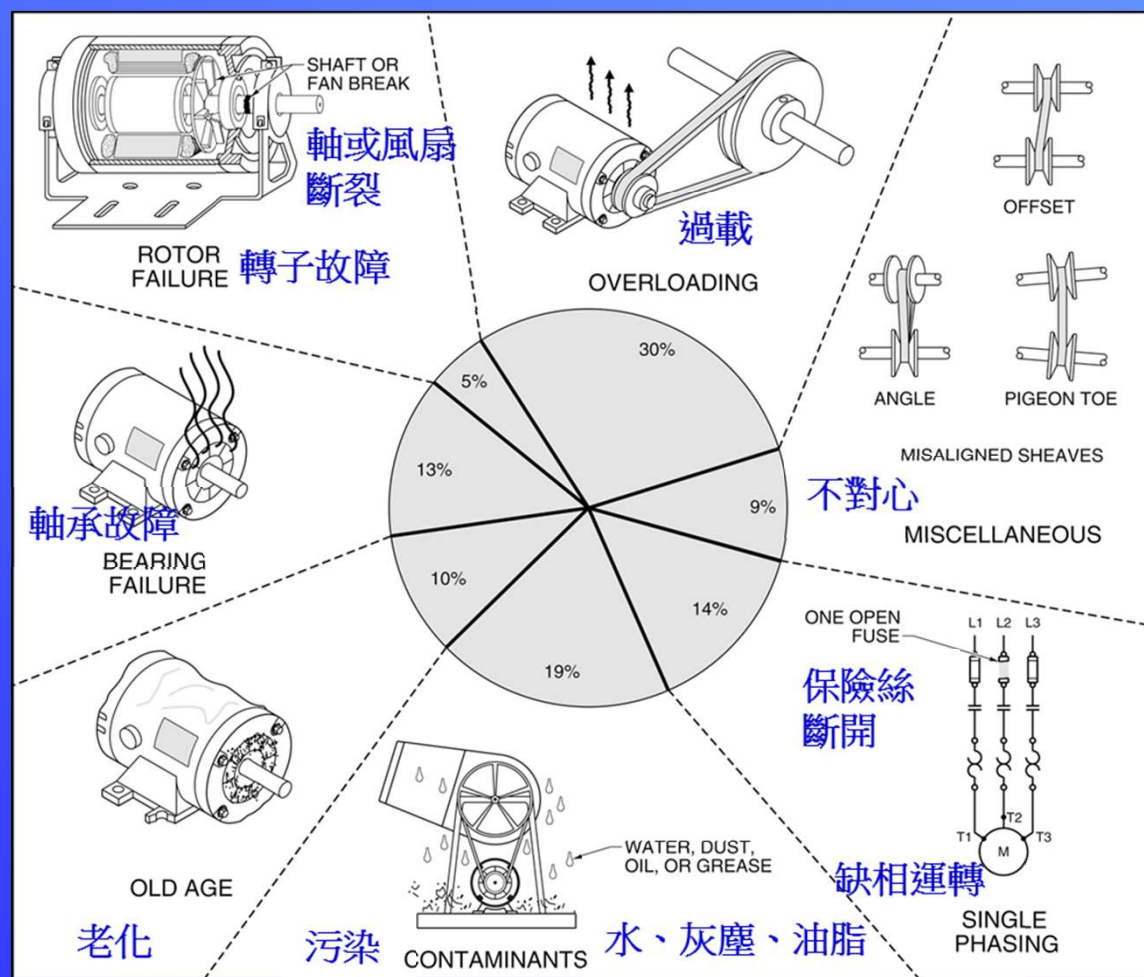 SHAFT OR
FAN BREAK
軸或風扇
斷裂
ROTOR
FAILURE
轉子故障
過載
OVERLOADING
OFFSET
ANGLE
PIGEON TOE
MISALIGNED SHEAVES
不對心
MISCELLANEOUS
30%
5%
13%
9%
10%
14%
19%
軸承故障
BEARING
FAILURE
ONE OPEN
FUSE
L1 L2 L3
保險絲
斷開
T1
T2
T3
M
缺相運轉
SINGLE
PHASING
OLD AGE
老化
WATER, DUST,
OIL, OR GREASE
污染
CONTAMINANTS
水、灰塵、油脂